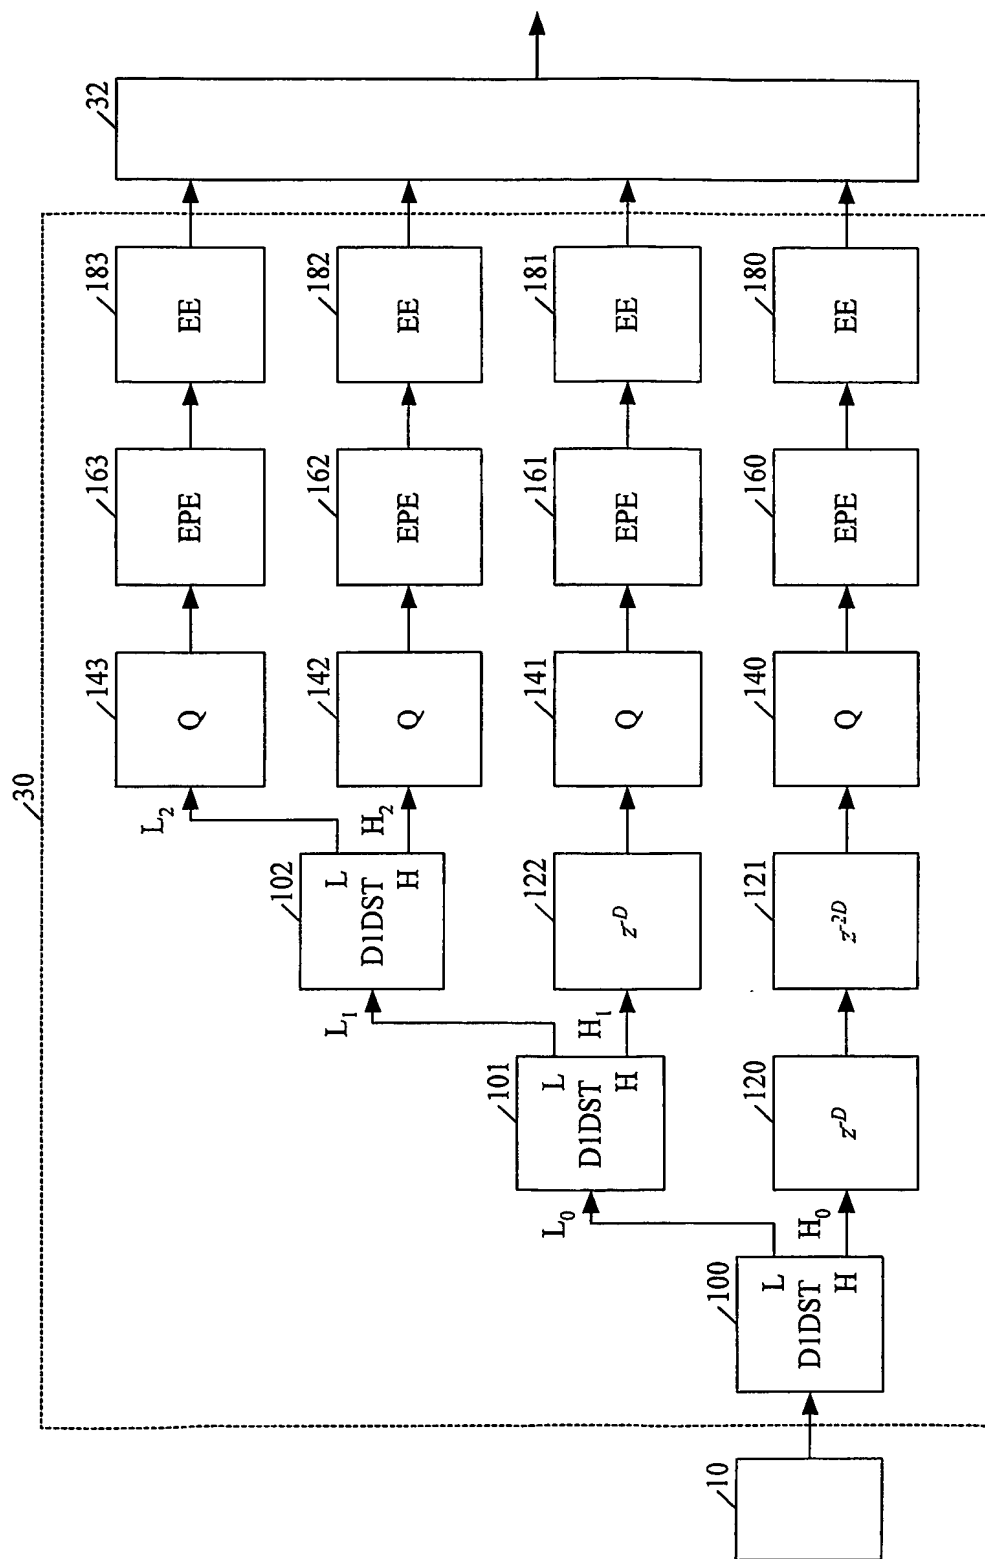 30
32
143
Q
163
EPE
183
EE
L₂
102
D1DST
L
H
H₂
142
Q
162
EPE
182
EE
L₁
101
D1DST
L
H
H₁
122
z⁻ᴰ
141
Q
161
EPE
181
EE
L₀
10
100
D1DST
L
H
H₀
120
z⁻ᴰ
121
z⁻²ᴰ
140
Q
160
EPE
180
EE